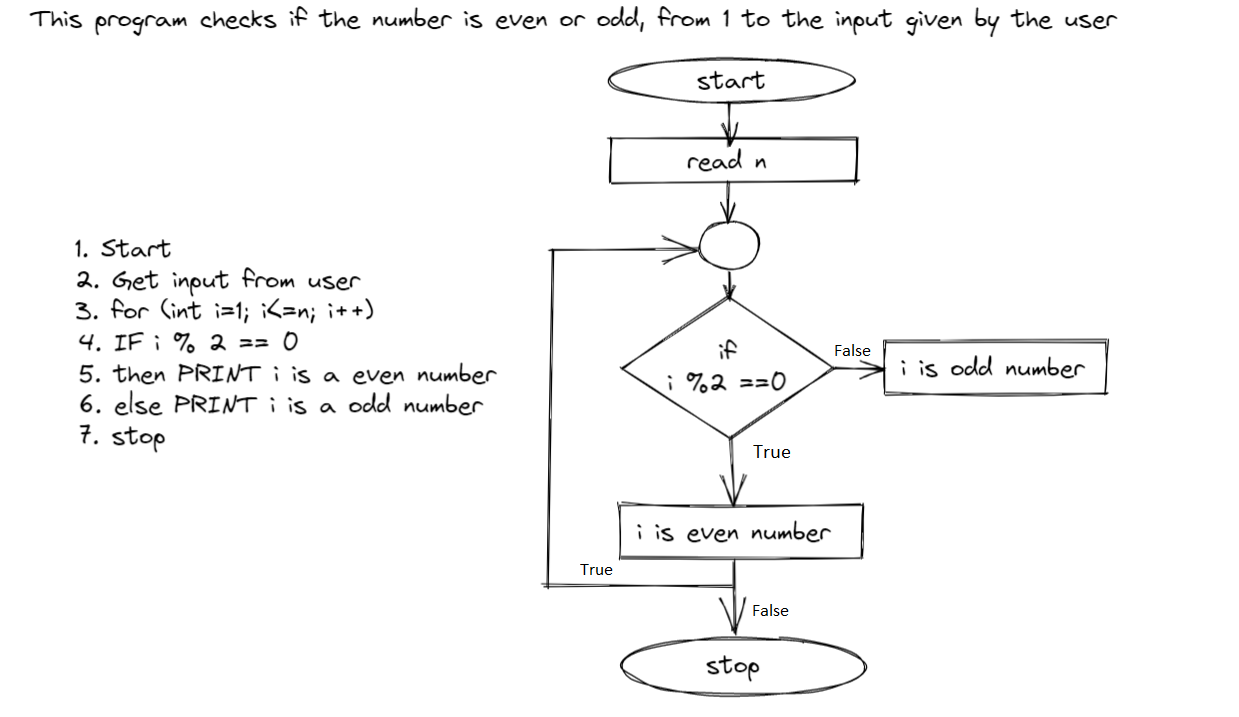 This program checks if the number is even or odd, from 1 to the input given by the user
start
read n
1. Start
2. Get input from user
3. for (int i=1; i<=n; i++)
4. IF i % 2 == 0
5. then PRINT i is a even number
6. else PRINT i is a odd number
7. stop
if
i %2 ==0
False
i is odd number
True
i is even number
True
False
stop